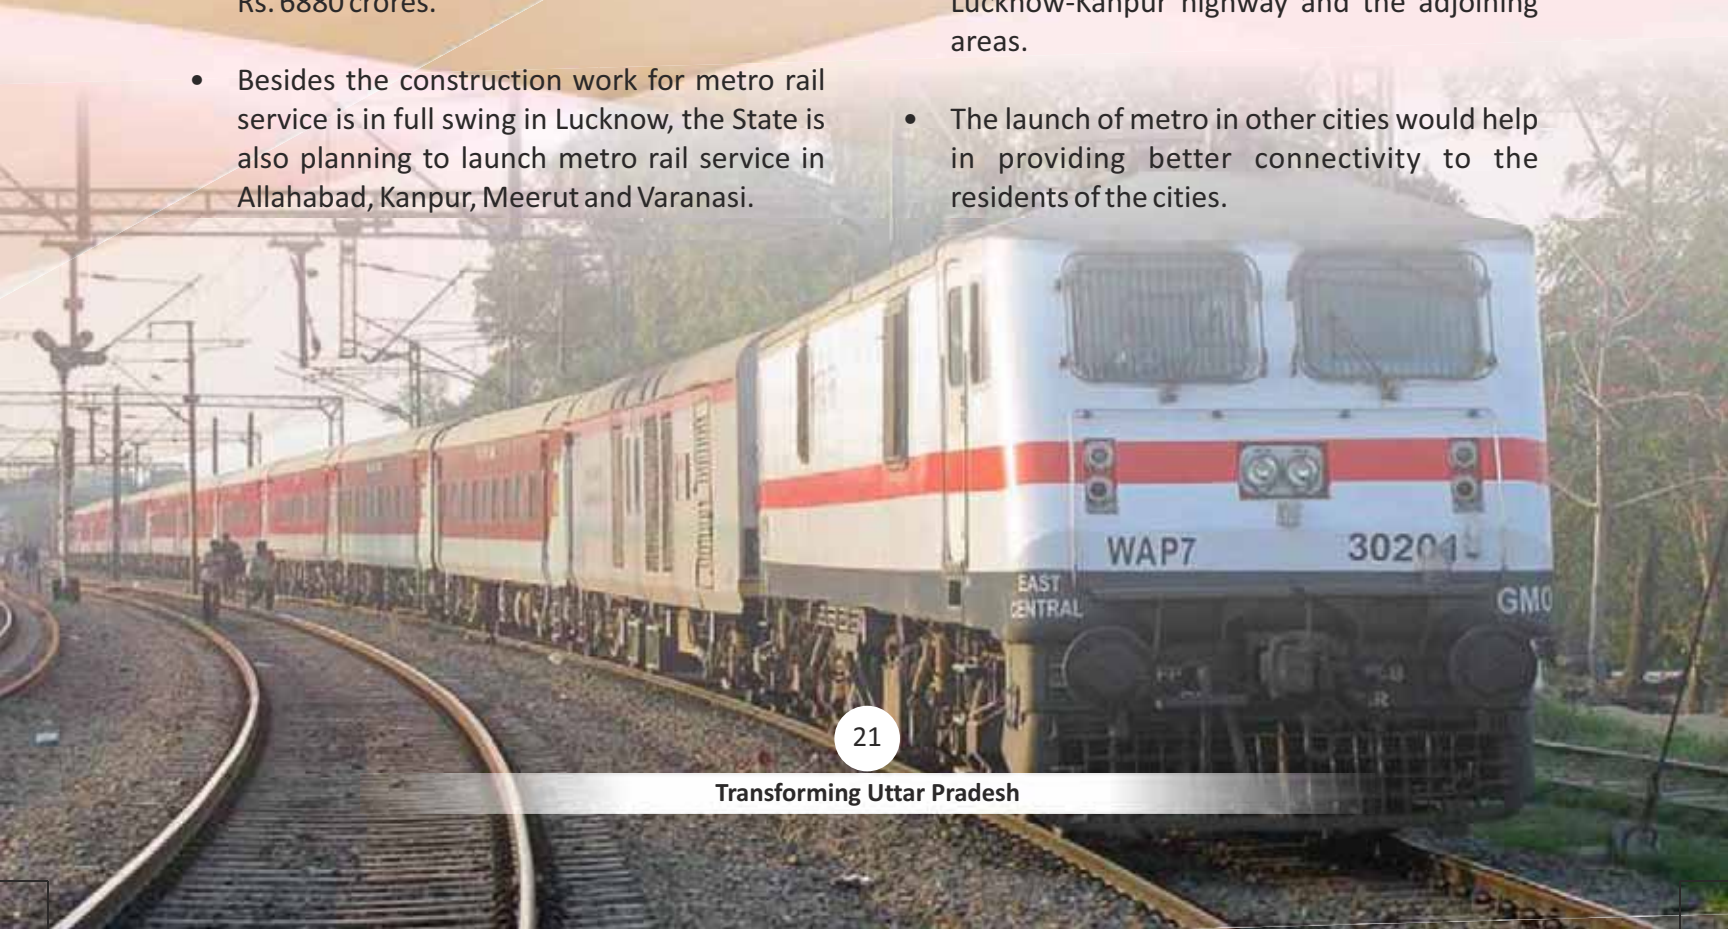 Rs. 6880 crores.
• Besides the construction work for metro rail
service is in full swing in Lucknow, the State is
also planning to launch metro rail service in
Allahabad, Kanpur, Meerut and Varanasi.
Lucknow-Kanpur highway and the adjoining
areas.
• The launch of metro in other cities would help
in providing better connectivity to the
residents of the cities.
WAP7
EAST
CENTRAL
GMO
21
Transforming Uttar Pradesh